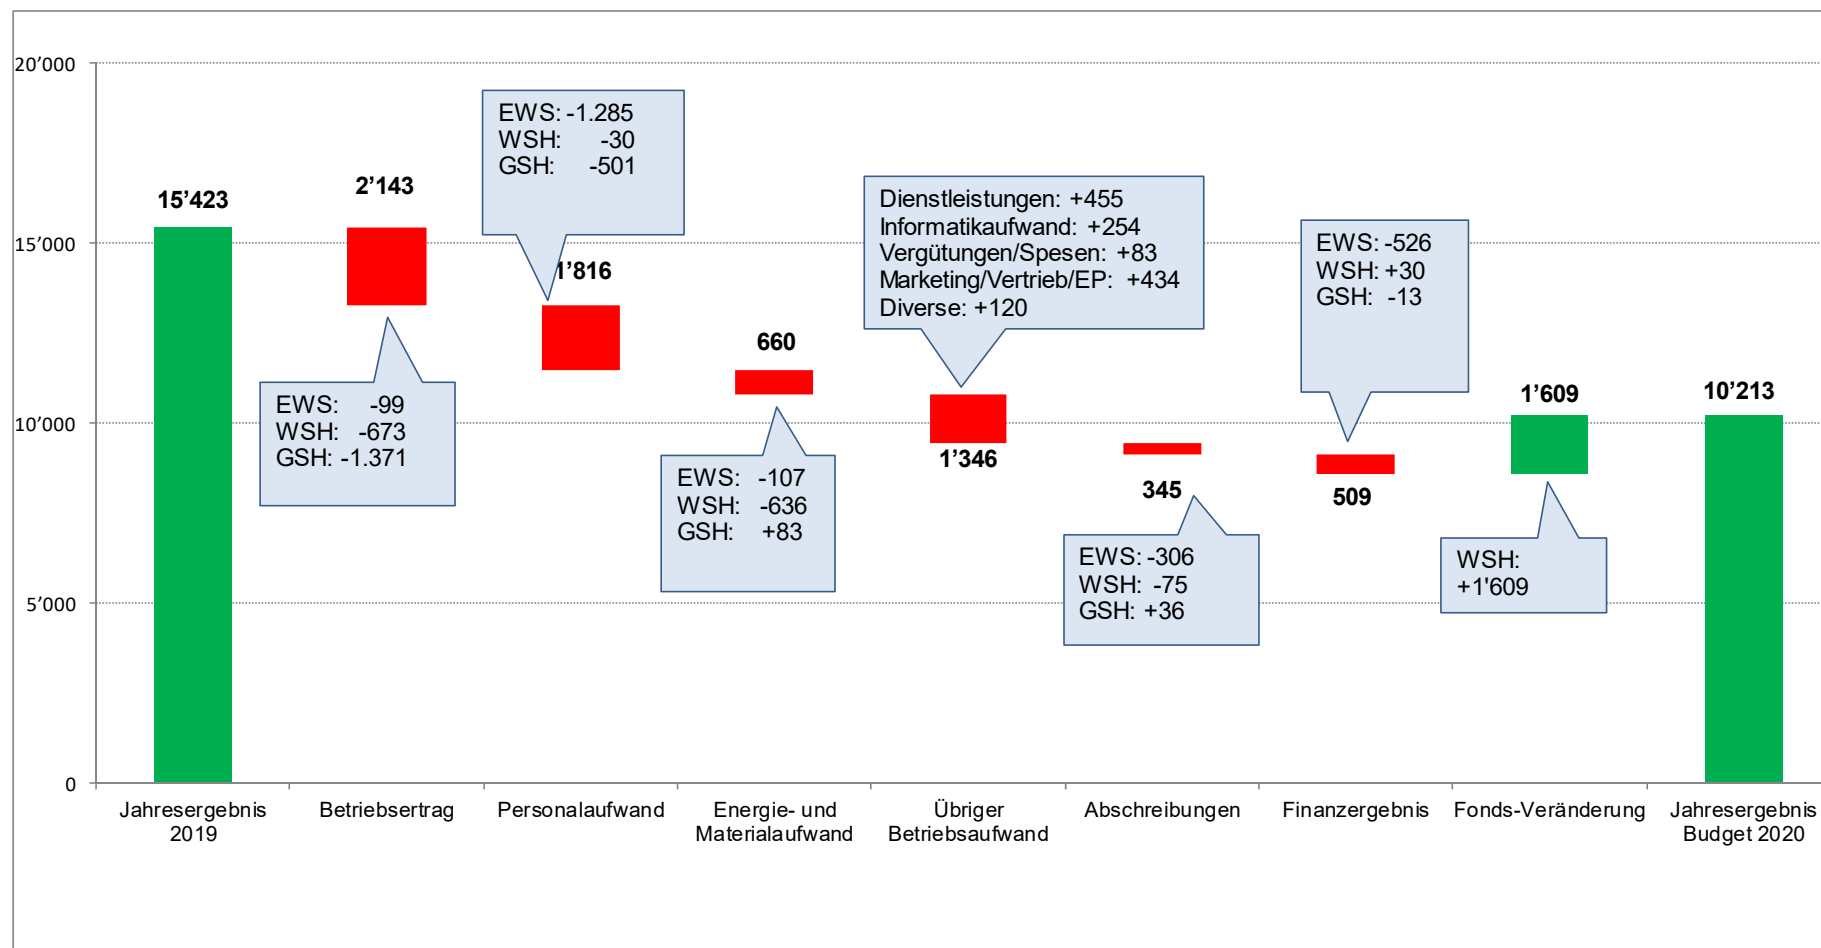 20’000
15’000
10’000
5’000
0
15’423
2’143
1’816
660
1’346
345
509
1’609
10’213
EWS: -99
WSH: -673
GSH: -1.371
EWS: -1.285
WSH: -30
GSH: -501
EWS: -107
WSH: -636
GSH: +83
Dienstleistungen: +455
Informatikaufwand: +254
Vergütungen/Spesen: +83
Marketing/Vertrieb/EP: +434
Diverse: +120
EWS: -306
WSH: -75
GSH: +36
EWS: -526
WSH: +30
GSH: -13
WSH:
+1'609
Jahresergebnis
2019
Betriebsertrag
Personalaufwand
Energie- und
Materialaufwand
Übriger
Betriebsaufwand
Abschreibungen
Finanzergebnis
Fonds-Veränderung
Jahresergebnis
Budget 2020